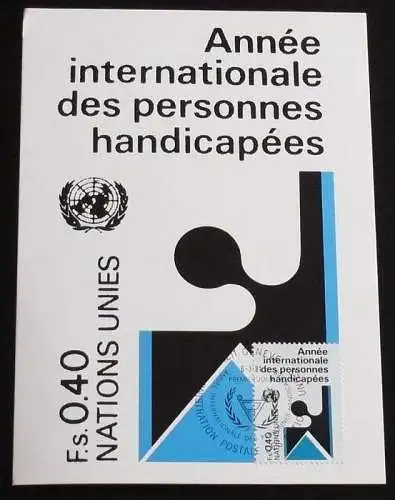 Année
internationale
des personnes
handicapées
F.s. 0.40
NATIONS UNIES
Année
internationale
des personnes
handicapées
F.s. 0.40
NATIONS UNIES